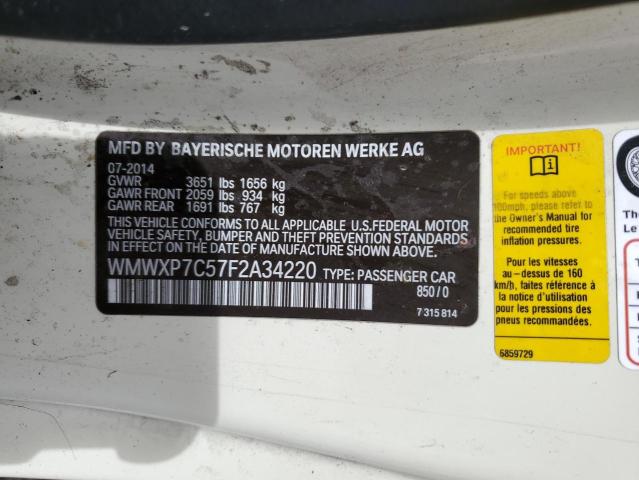 MFD BY BAYERISCHE MOTOREN WERKE AG
07-2014
GVWR 3651 lbs 1656 kg
GAWR FRONT 2059 lbs 934 kg
GAWR REAR 1691 lbs 767 kg
THIS VEHICLE CONFORMS TO ALL APPLICABLE U.S.FEDERAL MOTOR
VEHICLE SAFETY, BUMPER AND THEFT PREVENTION STANDARDS
IN EFFECT ON THE DATE OF MANUFACTURE SHOWN ABOVE.
WMWXP7C57F2A34220 TYPE: PASSENGER CAR
850/0
7 315 814
IMPORTANT!
For speeds above
100mph, please refer to
the Owner's Manual for
recommended tire
inflation pressures.
Pour les vitesses
au-dessus de 160
km/h, faites référence à
la notice d'utilisation
pour les pressions des
pneus recommandées.
6859729